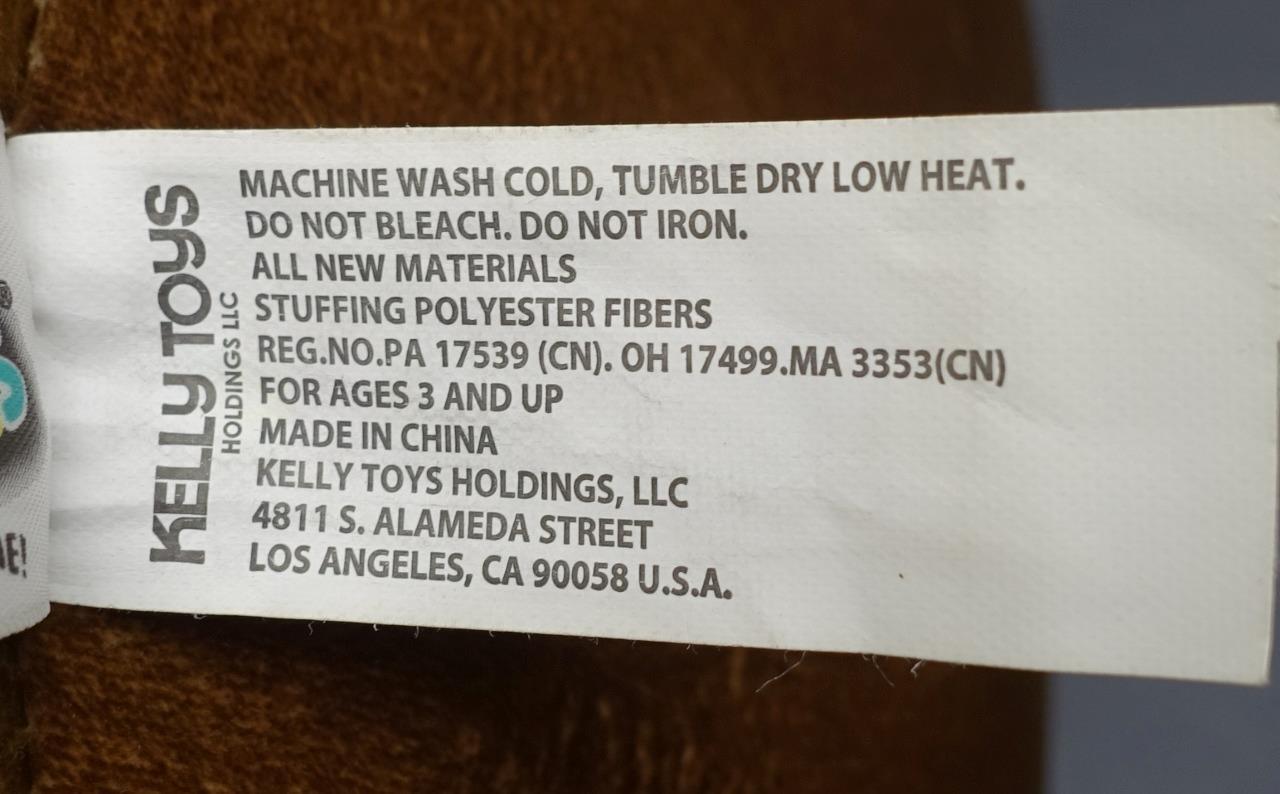 KELLY TOYS
HOLDINGS LLC
MACHINE WASH COLD, TUMBLE DRY LOW HEAT.
DO NOT BLEACH. DO NOT IRON.
ALL NEW MATERIALS
STUFFING POLYESTER FIBERS
REG.NO.PA 17539 (CN). OH 17499.MA 3353(CN)
FOR AGES 3 AND UP
MADE IN CHINA
KELLY TOYS HOLDINGS, LLC
4811 S. ALAMEDA STREET
LOS ANGELES, CA 90058 U.S.A.